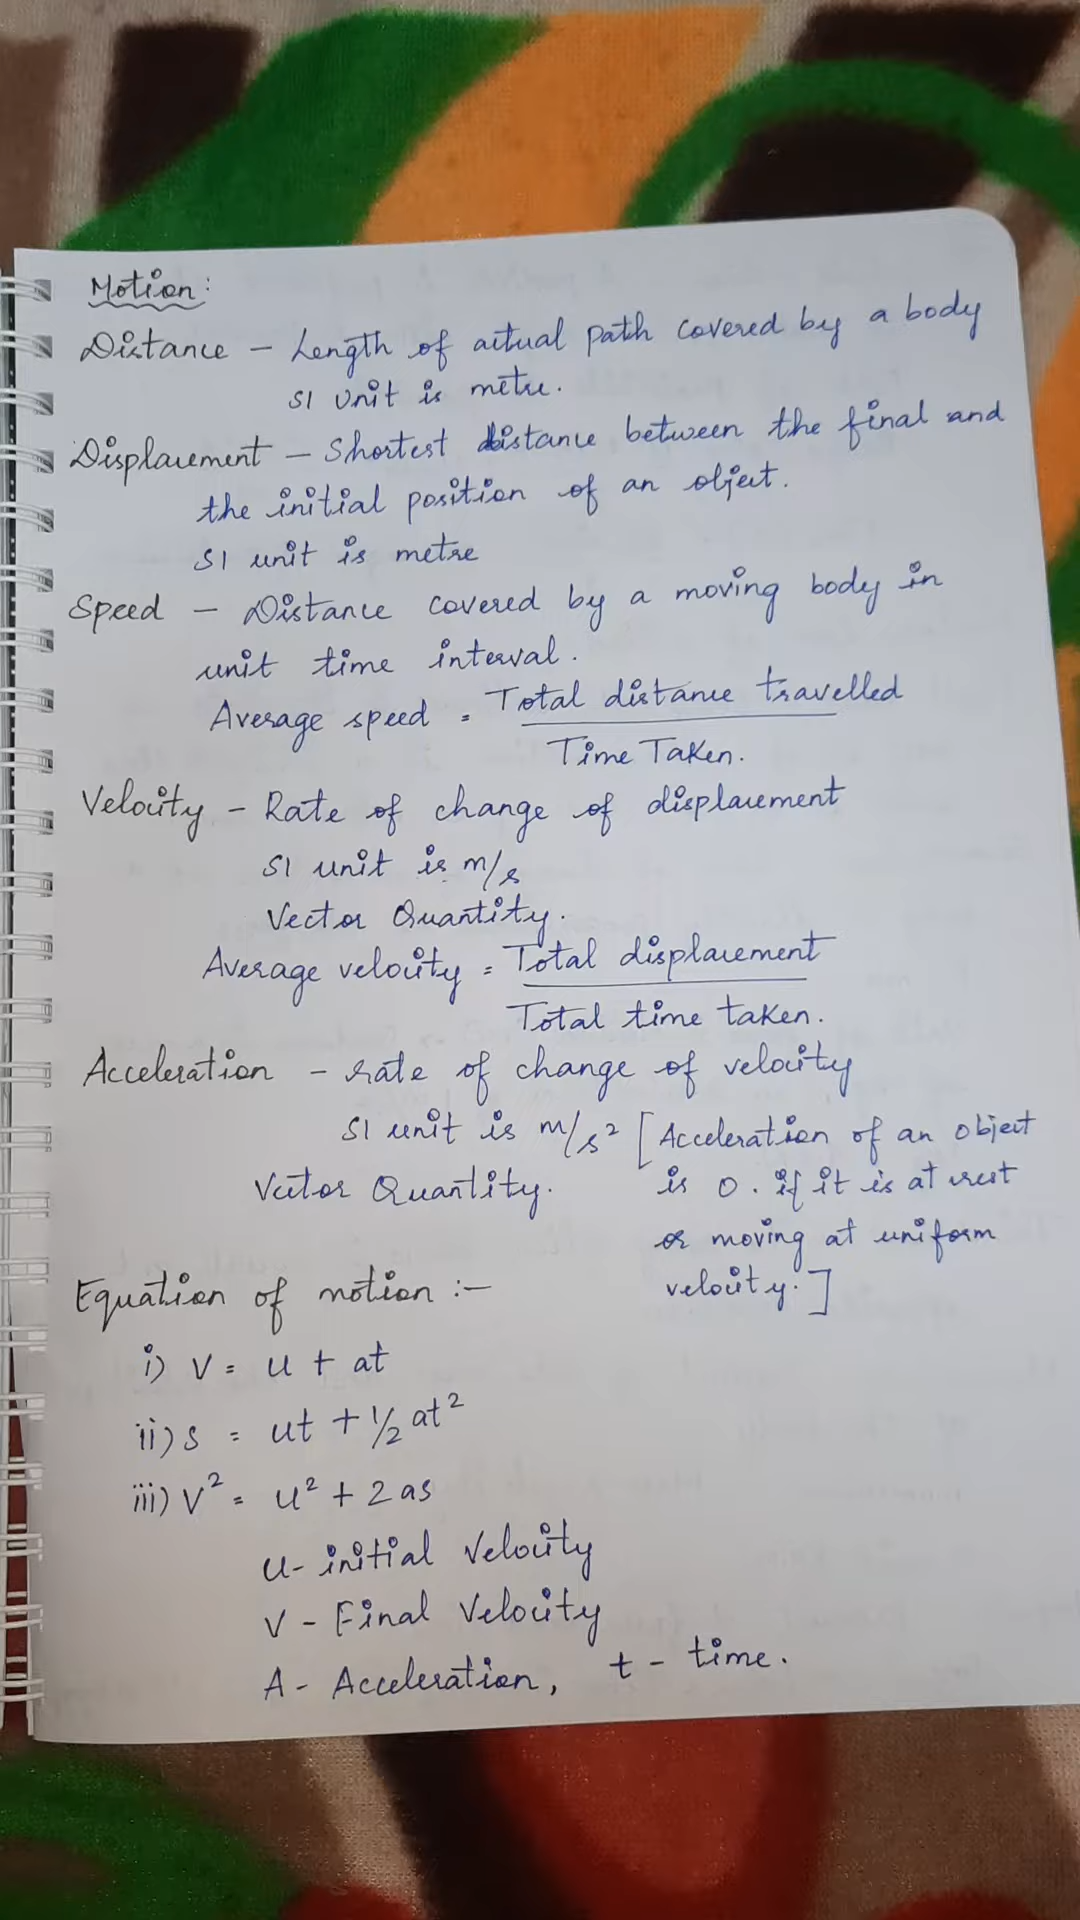 Motion:
Distance - Length of actual path covered by a body
SI Unit is metre.
Displacement - Shortest distance between the final and
the initial position of an object.
SI unit is metre
Speed - Distance covered by a moving body in
unit time interval.
Average speed = Total distance travelled
Time Taken.
Velocity - Rate of change of displacement
SI unit is m/s
Vector Quantity.
Average velocity = Total displacement
Total time taken.
Acceleration - rate of change of velocity
SI unit is m/s² [Acceleration of an object
Vector Quantity. is 0. if it is at rest
or moving at uniform
velocity.]
Equation of motion :-
i) V = u + at
ii) s = ut + 1/2 at²
iii) V² = u² + 2as
u - initial Velocity
V - Final Velocity
A - Acceleration, t - time.